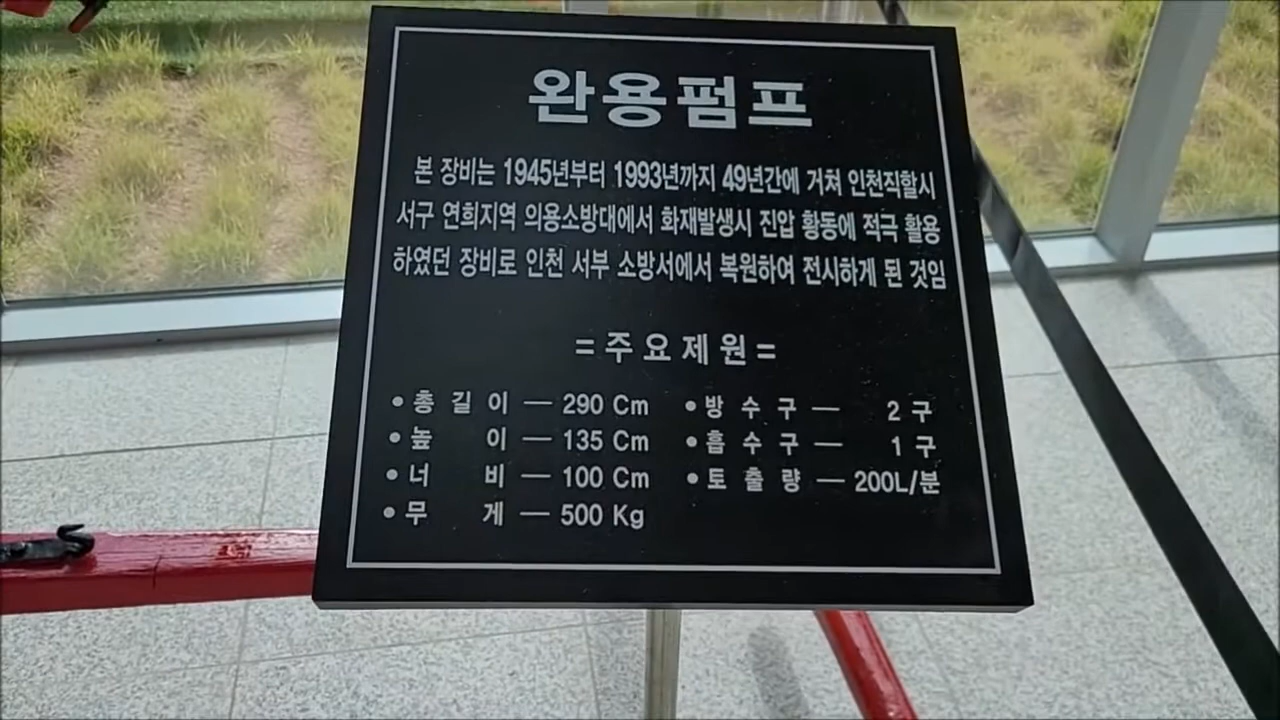 완용펌프
본 장비는 1945년부터 1993년까지 49년간에 거쳐 인천직할시
서구 연희지역 의용소방대에서 화재발생시 진압 황동에 적극 활용
하였던 장비로 인천 서부 소방서에서 복원하여 전시하게 된 것임
=주요제원=
•총 길 이 — 290 Cm •방 수 구 — 2 구
•높 이 — 135 Cm •흡 수 구 — 1 구
•너 비 — 100 Cm •토 출 량 — 200L/분
•무 게 — 500 Kg